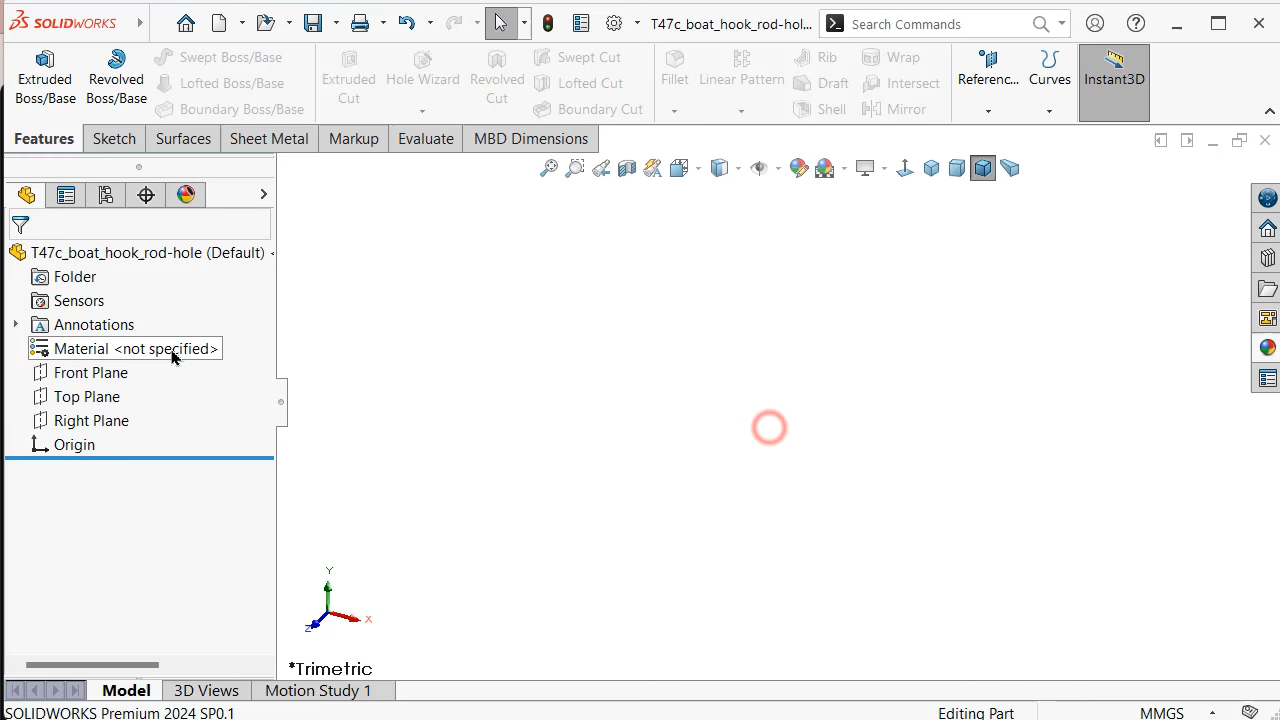 SOLIDWORKS
T47c_boat_hook_rod-hol...
Search Commands
Extruded Boss/Base
Revolved Boss/Base
Swept Boss/Base
Lofted Boss/Base
Boundary Boss/Base
Extruded Cut
Hole Wizard
Revolved Cut
Swept Cut
Lofted Cut
Boundary Cut
Fillet
Linear Pattern
Rib
Draft
Shell
Wrap
Intersect
Mirror
Referenc...
Curves
Instant3D
Features
Sketch
Surfaces
Sheet Metal
Markup
Evaluate
MBD Dimensions
T47c_boat_hook_rod-hole (Default)
Folder
Sensors
Annotations
Material <not specified>
Front Plane
Top Plane
Right Plane
Origin
Y
X
Z
*Trimetric
Model
3D Views
Motion Study 1
SOLIDWORKS Premium 2024 SP0.1
Editing Part
MMGS